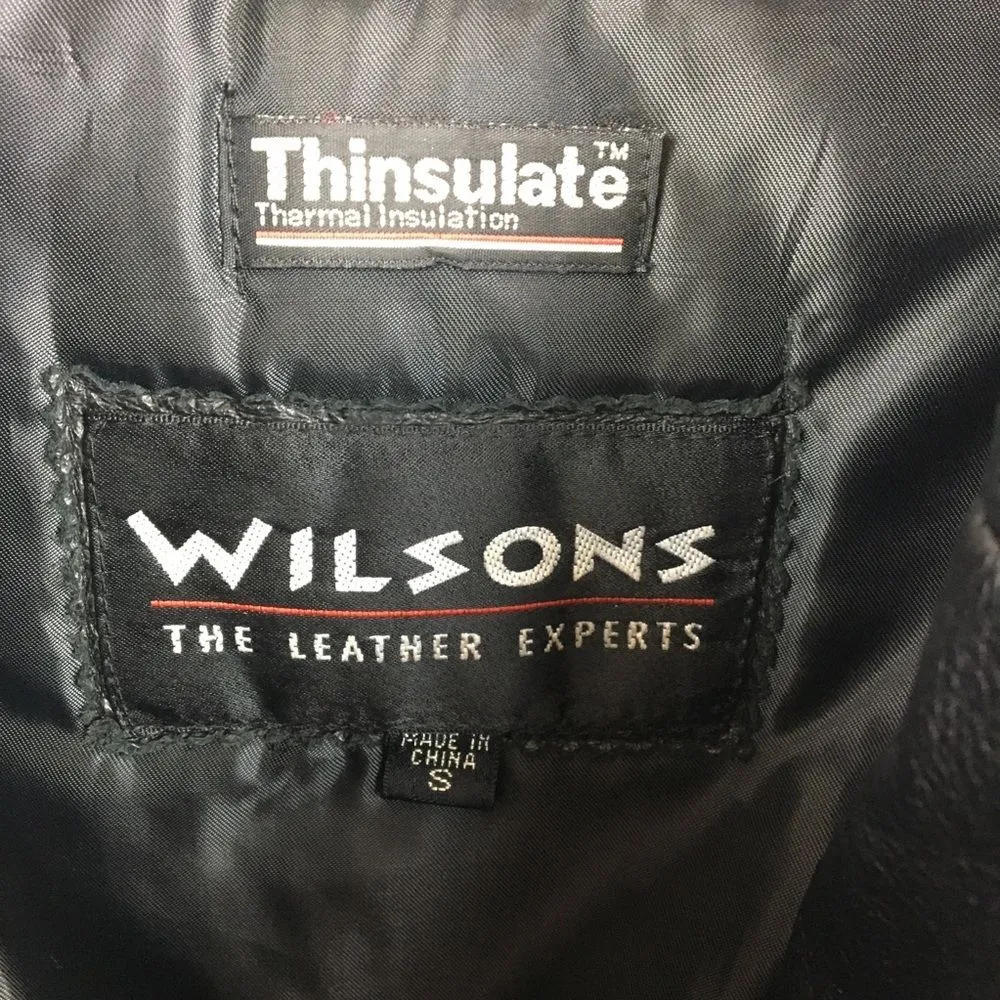 Thinsulate™
Thermal Insulation
WILSONS
THE LEATHER EXPERTS
MADE IN
CHINA
S